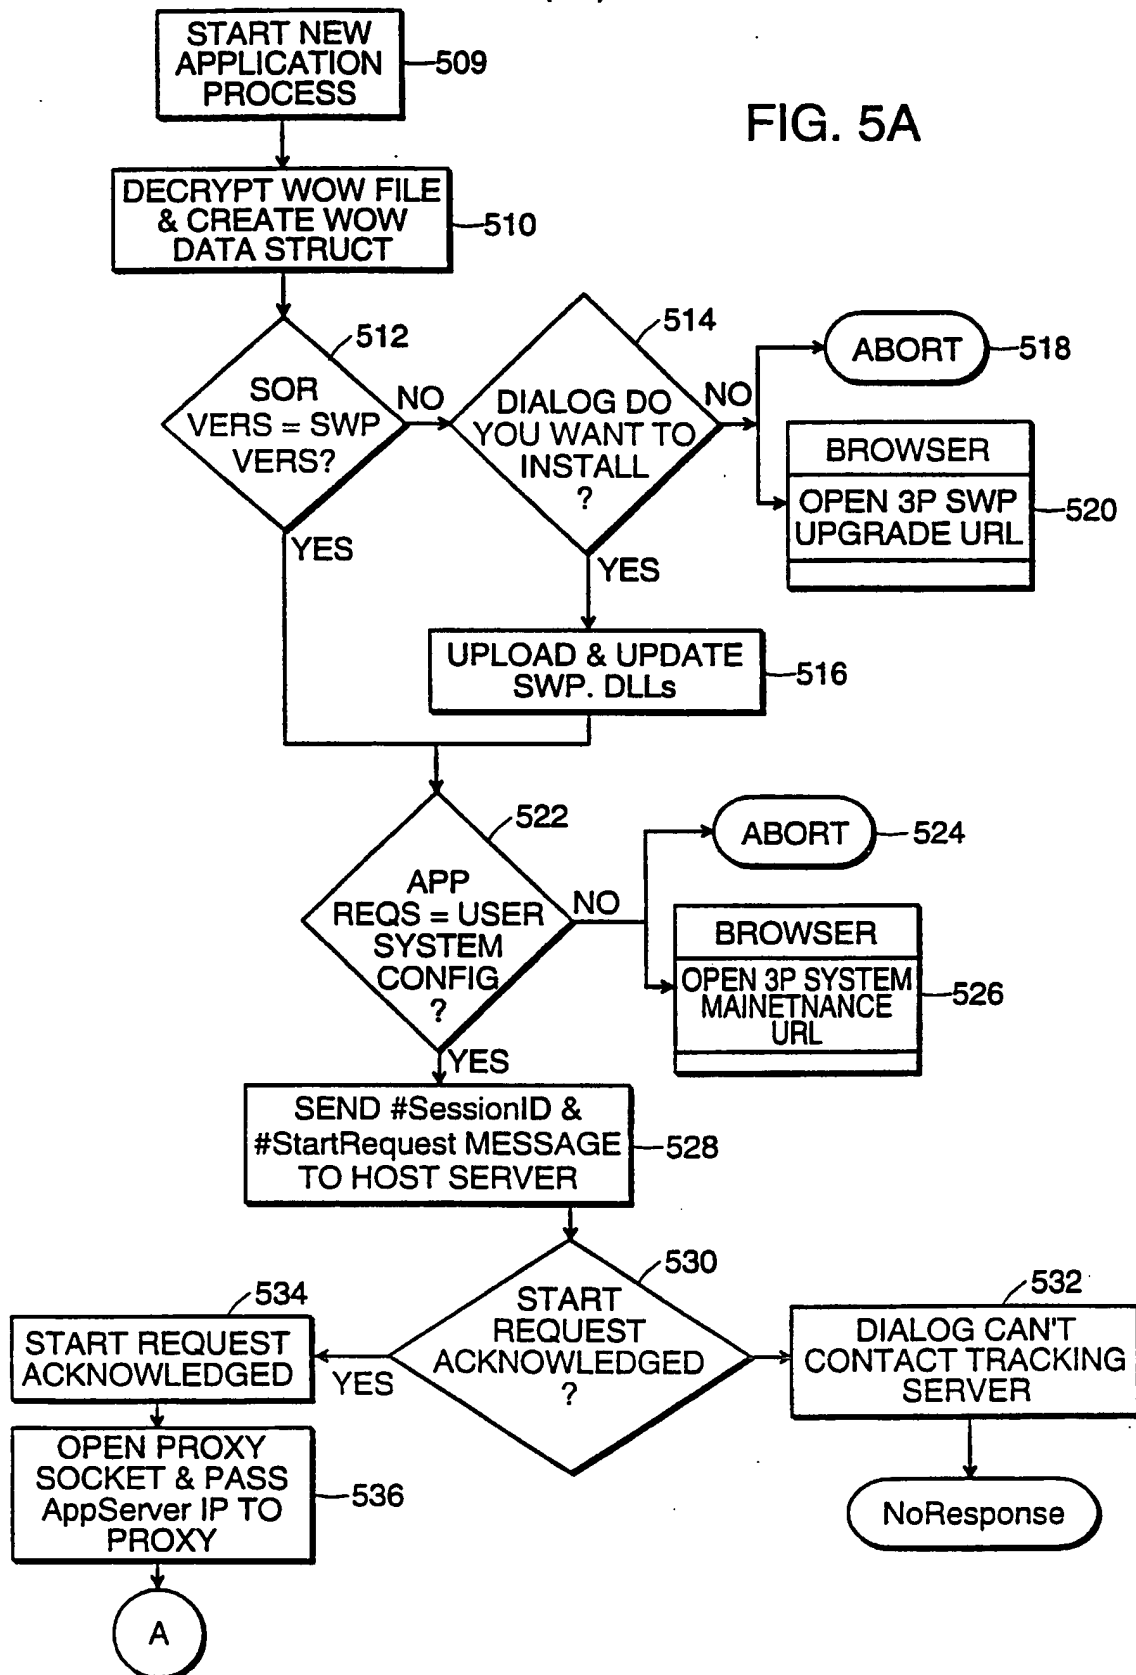 START NEW
APPLICATION
PROCESS
509
FIG. 5A
DECRYPT WOW FILE
& CREATE WOW
DATA STRUCT
510
512
SOR
VERS = SWP
VERS?
NO
YES
514
DIALOG DO
YOU WANT TO
INSTALL
?
NO
YES
ABORT
518
BROWSER
OPEN 3P SWP
UPGRADE URL
520
UPLOAD & UPDATE
SWP. DLLs
516
522
APP
REQS = USER
SYSTEM
CONFIG
?
NO
YES
ABORT
524
BROWSER
OPEN 3P SYSTEM
MAINETNANCE
URL
526
SEND #SessionID &
#StartRequest MESSAGE
TO HOST SERVER
528
530
START
REQUEST
ACKNOWLEDGED
?
YES
532
DIALOG CAN'T
CONTACT TRACKING
SERVER
NoResponse
534
START REQUEST
ACKNOWLEDGED
OPEN PROXY
SOCKET & PASS
AppServer IP TO
PROXY
536
A